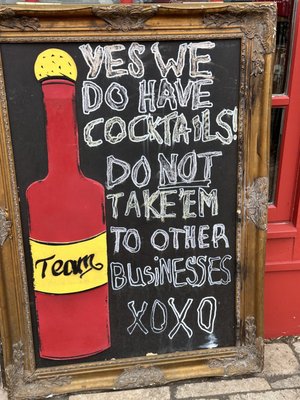 YES WE
DO HAVE
COCKTAILS!
DO NOT
TAKE'EM
TO OTHER
BUSINESSES
XOXO
Team